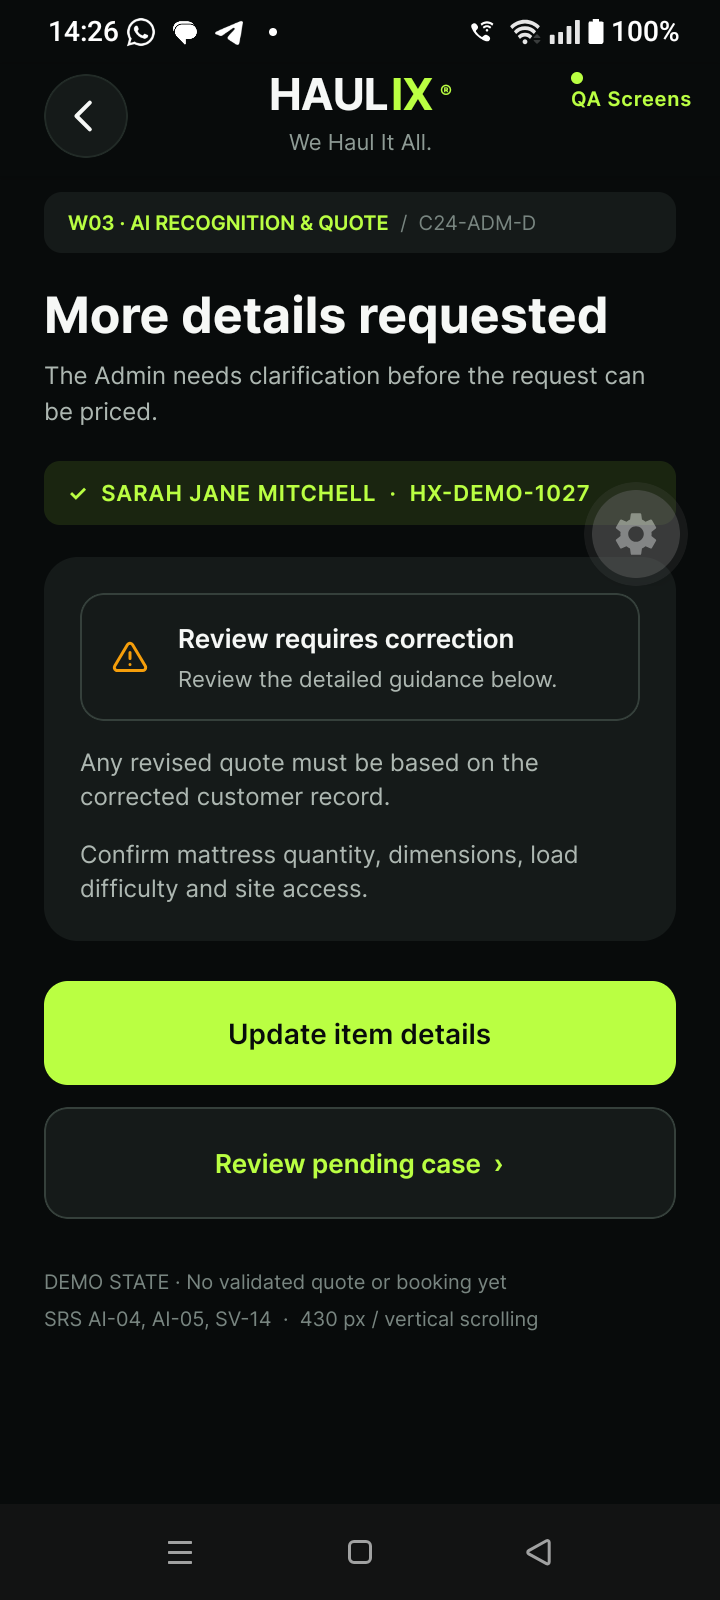 14:26 100%
HAULIX ®
We Haul It All.
QA Screens
W03 · AI RECOGNITION & QUOTE / C24-ADM-D
More details requested
The Admin needs clarification before the request can
be priced.
✓ SARAH JANE MITCHELL · HX-DEMO-1027
Review requires correction
Review the detailed guidance below.
Any revised quote must be based on the
corrected customer record.
Confirm mattress quantity, dimensions, load
difficulty and site access.
Update item details
Review pending case ›
DEMO STATE · No validated quote or booking yet
SRS AI-04, AI-05, SV-14 · 430 px / vertical scrolling